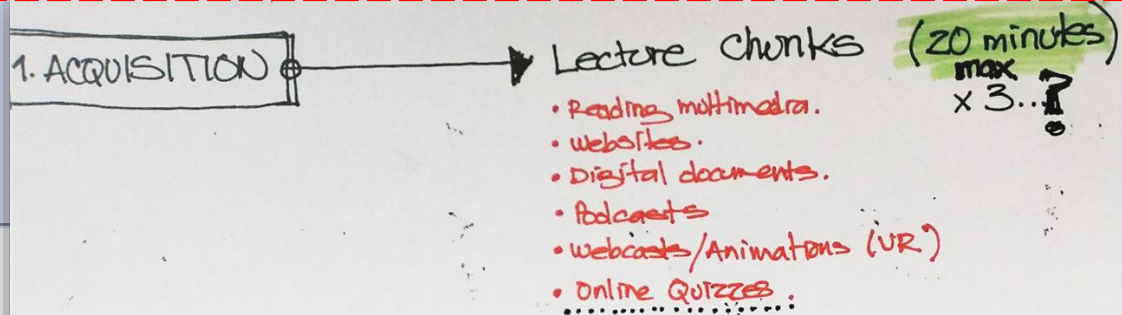 1. ACQUISITION
Lecture chunks (20 minutes)
max
x 3...?
• Reading multimedia.
• websites.
• Digital documents.
• Podcasts
• Webcasts/Animations (VR?)
• Online Quizzes.